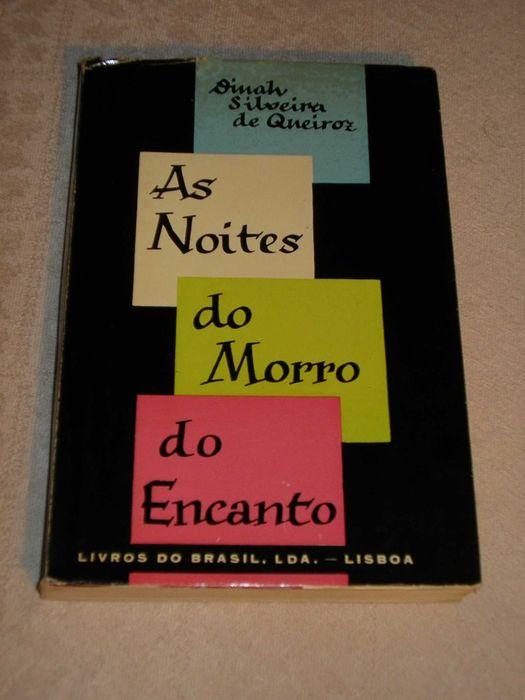 Dinah
Silveira
de Queiroz
As
Noites
do
Morro
do
Encanto
LIVROS DO BRASIL, LDA. — LISBOA